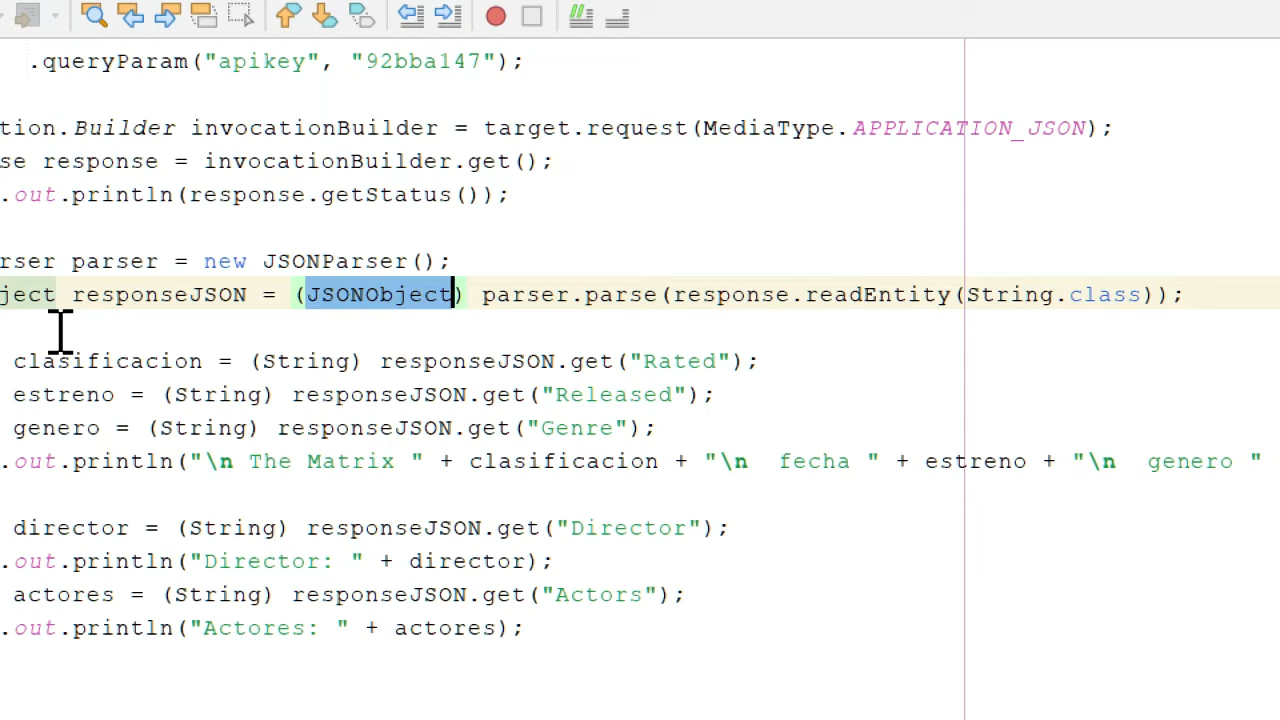 .queryParam("apikey", "92bba147");
tion.Builder invocationBuilder = target.request(MediaType.APPLICATION_JSON);
se response = invocationBuilder.get();
.out.println(response.getStatus());
rser parser = new JSONParser();
ject responseJSON = (JSONObject) parser.parse(response.readEntity(String.class));
clasificacion = (String) responseJSON.get("Rated");
estreno = (String) responseJSON.get("Released");
genero = (String) responseJSON.get("Genre");
.out.println("\n The Matrix " + clasificacion + "\n  fecha " + estreno + "\n  genero "
director = (String) responseJSON.get("Director");
.out.println("Director: " + director);
actores = (String) responseJSON.get("Actors");
.out.println("Actores: " + actores);